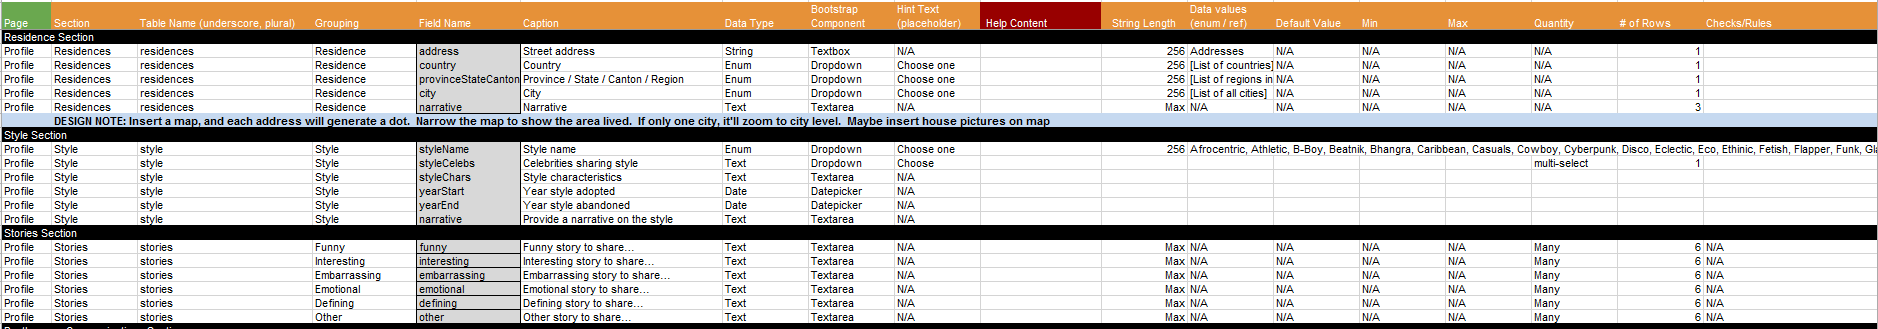 Page Section Table Name (underscore, plural) Grouping Field Name Caption Data Type Bootstrap Component Hint Text (placeholder) Help Content String Length Data values (enum / ref) Default Value Min Max Quantity # of Rows Checks/Rules
Residence Section
Profile Residences residences Residence address Street address String Textbox N/A 256 Addresses N/A N/A N/A N/A 1
Profile Residences residences Residence country Country Enum Dropdown Choose one 256 [List of countries] N/A N/A N/A N/A 1
Profile Residences residences Residence provinceStateCanton Province / State / Canton / Region Enum Dropdown Choose one 256 [List of regions in N/A N/A N/A N/A 1
Profile Residences residences Residence city City Enum Dropdown Choose one 256 [List of all cities] N/A N/A N/A N/A 1
Profile Residences residences Residence narrative Narrative Text Textarea N/A Max N/A N/A N/A N/A N/A 3
DESIGN NOTE: Insert a map, and each address will generate a dot. Narrow the map to show the area lived. If only one city, it'll zoom to city level. Maybe insert house pictures on map
Style Section
Profile Style style Style styleName Style name Enum Dropdown Choose one 256 Afrocentric, Athletic, B-Boy, Beatnik, Bhangra, Caribbean, Casuals, Cowboy, Cyberpunk, Disco, Eclectic, Eco, Ethinic, Fetish, Flapper, Funk, Gla
Profile Style style Style styleCelebs Celebrities sharing style Text Dropdown Choose multi-select 1
Profile Style style Style styleChars Style characteristics Text Textarea N/A
Profile Style style Style yearStart Year style adopted Date Datepicker N/A
Profile Style style Style yearEnd Year style abandoned Date Datepicker N/A
Profile Style style Style narrative Provide a narrative on the style Text Textarea N/A
Stories Section
Profile Stories stories Funny funny Funny story to share... Text Textarea N/A Max N/A N/A N/A N/A Many 6 N/A
Profile Stories stories Interesting interesting Interesting story to share... Text Textarea N/A Max N/A N/A N/A N/A Many 6 N/A
Profile Stories stories Embarrassing embarrassing Embarrassing story to share... Text Textarea N/A Max N/A N/A N/A N/A Many 6 N/A
Profile Stories stories Emotional emotional Emotional story to share... Text Textarea N/A Max N/A N/A N/A N/A Many 6 N/A
Profile Stories stories Defining defining Defining story to share... Text Textarea N/A Max N/A N/A N/A N/A Many 6 N/A
Profile Stories stories Other other Other story to share... Text Textarea N/A Max N/A N/A N/A N/A Many 6 N/A